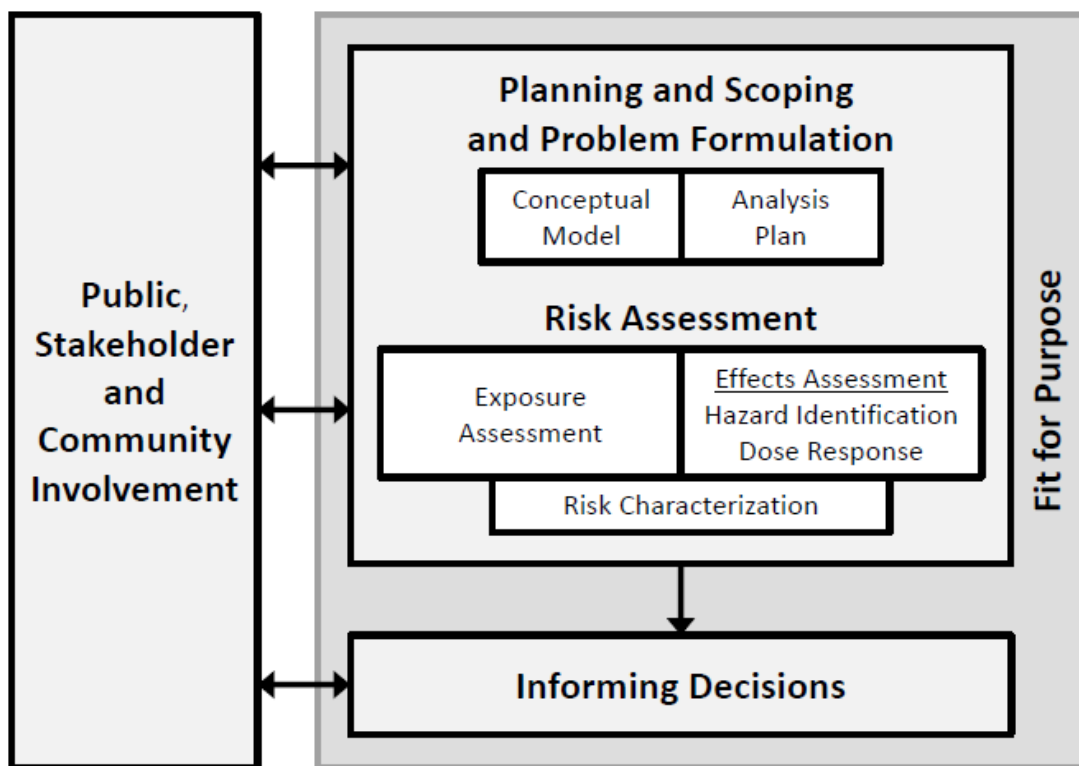 Public,
Stakeholder
and
Community
Involvement
Planning and Scoping
and Problem Formulation
Conceptual
Model
Analysis
Plan
Risk Assessment
Exposure
Assessment
Effects Assessment
Hazard Identification
Dose Response
Risk Characterization
Informing Decisions
Fit for Purpose